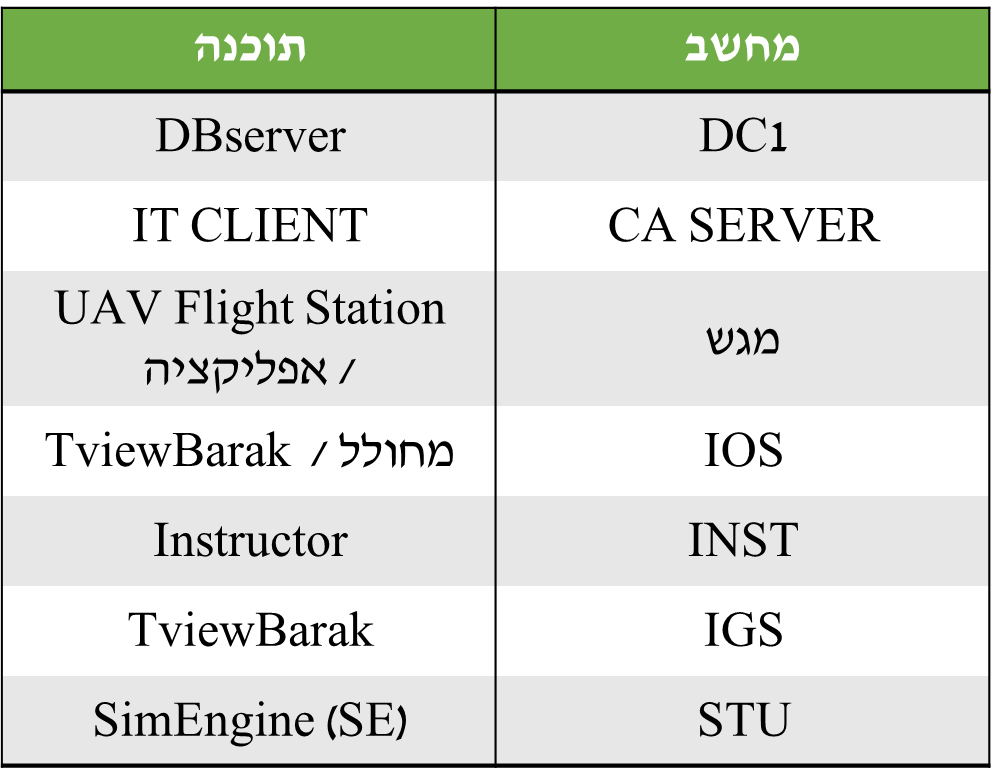 מחשב
תוכנה
DC1
DBserver
CA SERVER
IT CLIENT
מגש
UAV Flight Station
/ אפליקציה
IOS
TviewBarak / מחולל
INST
Instructor
IGS
TviewBarak
STU
SimEngine (SE)